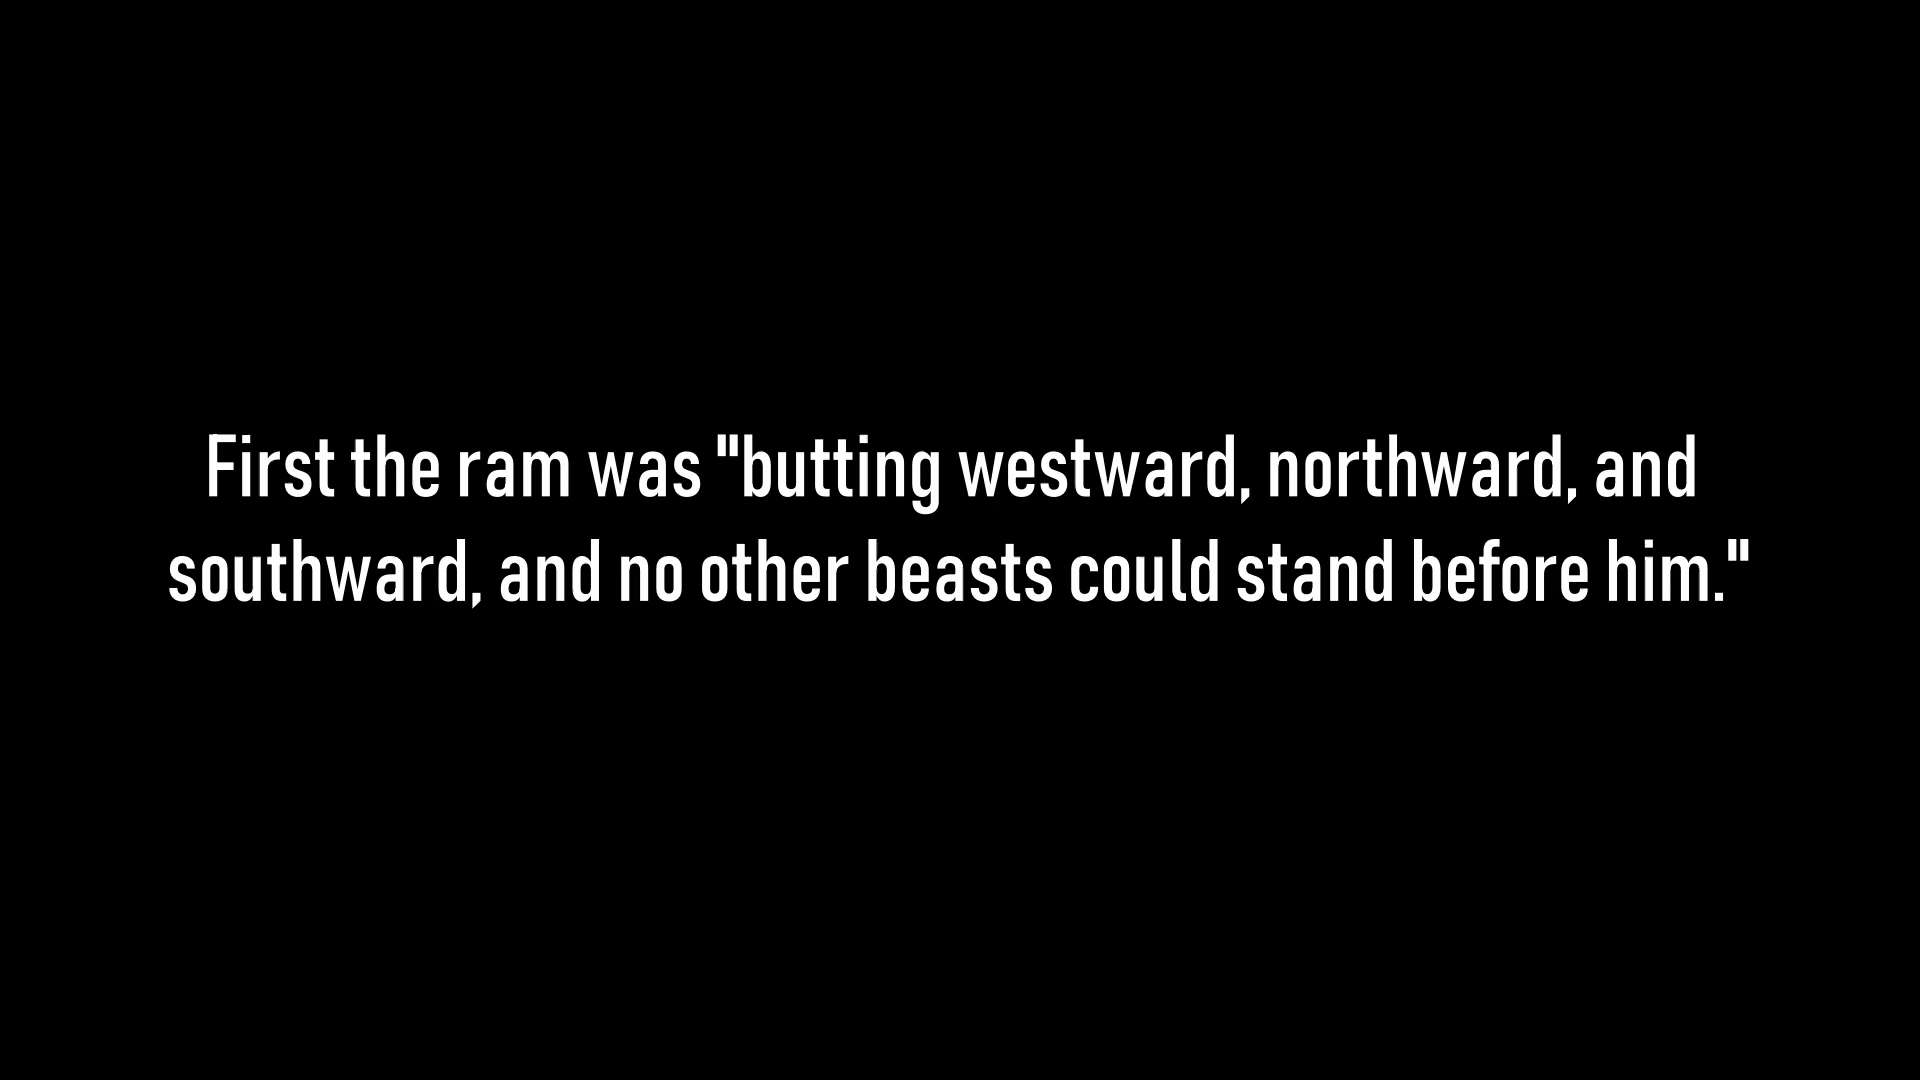 First the ram was "butting westward, northward, and
southward, and no other beasts could stand before him."